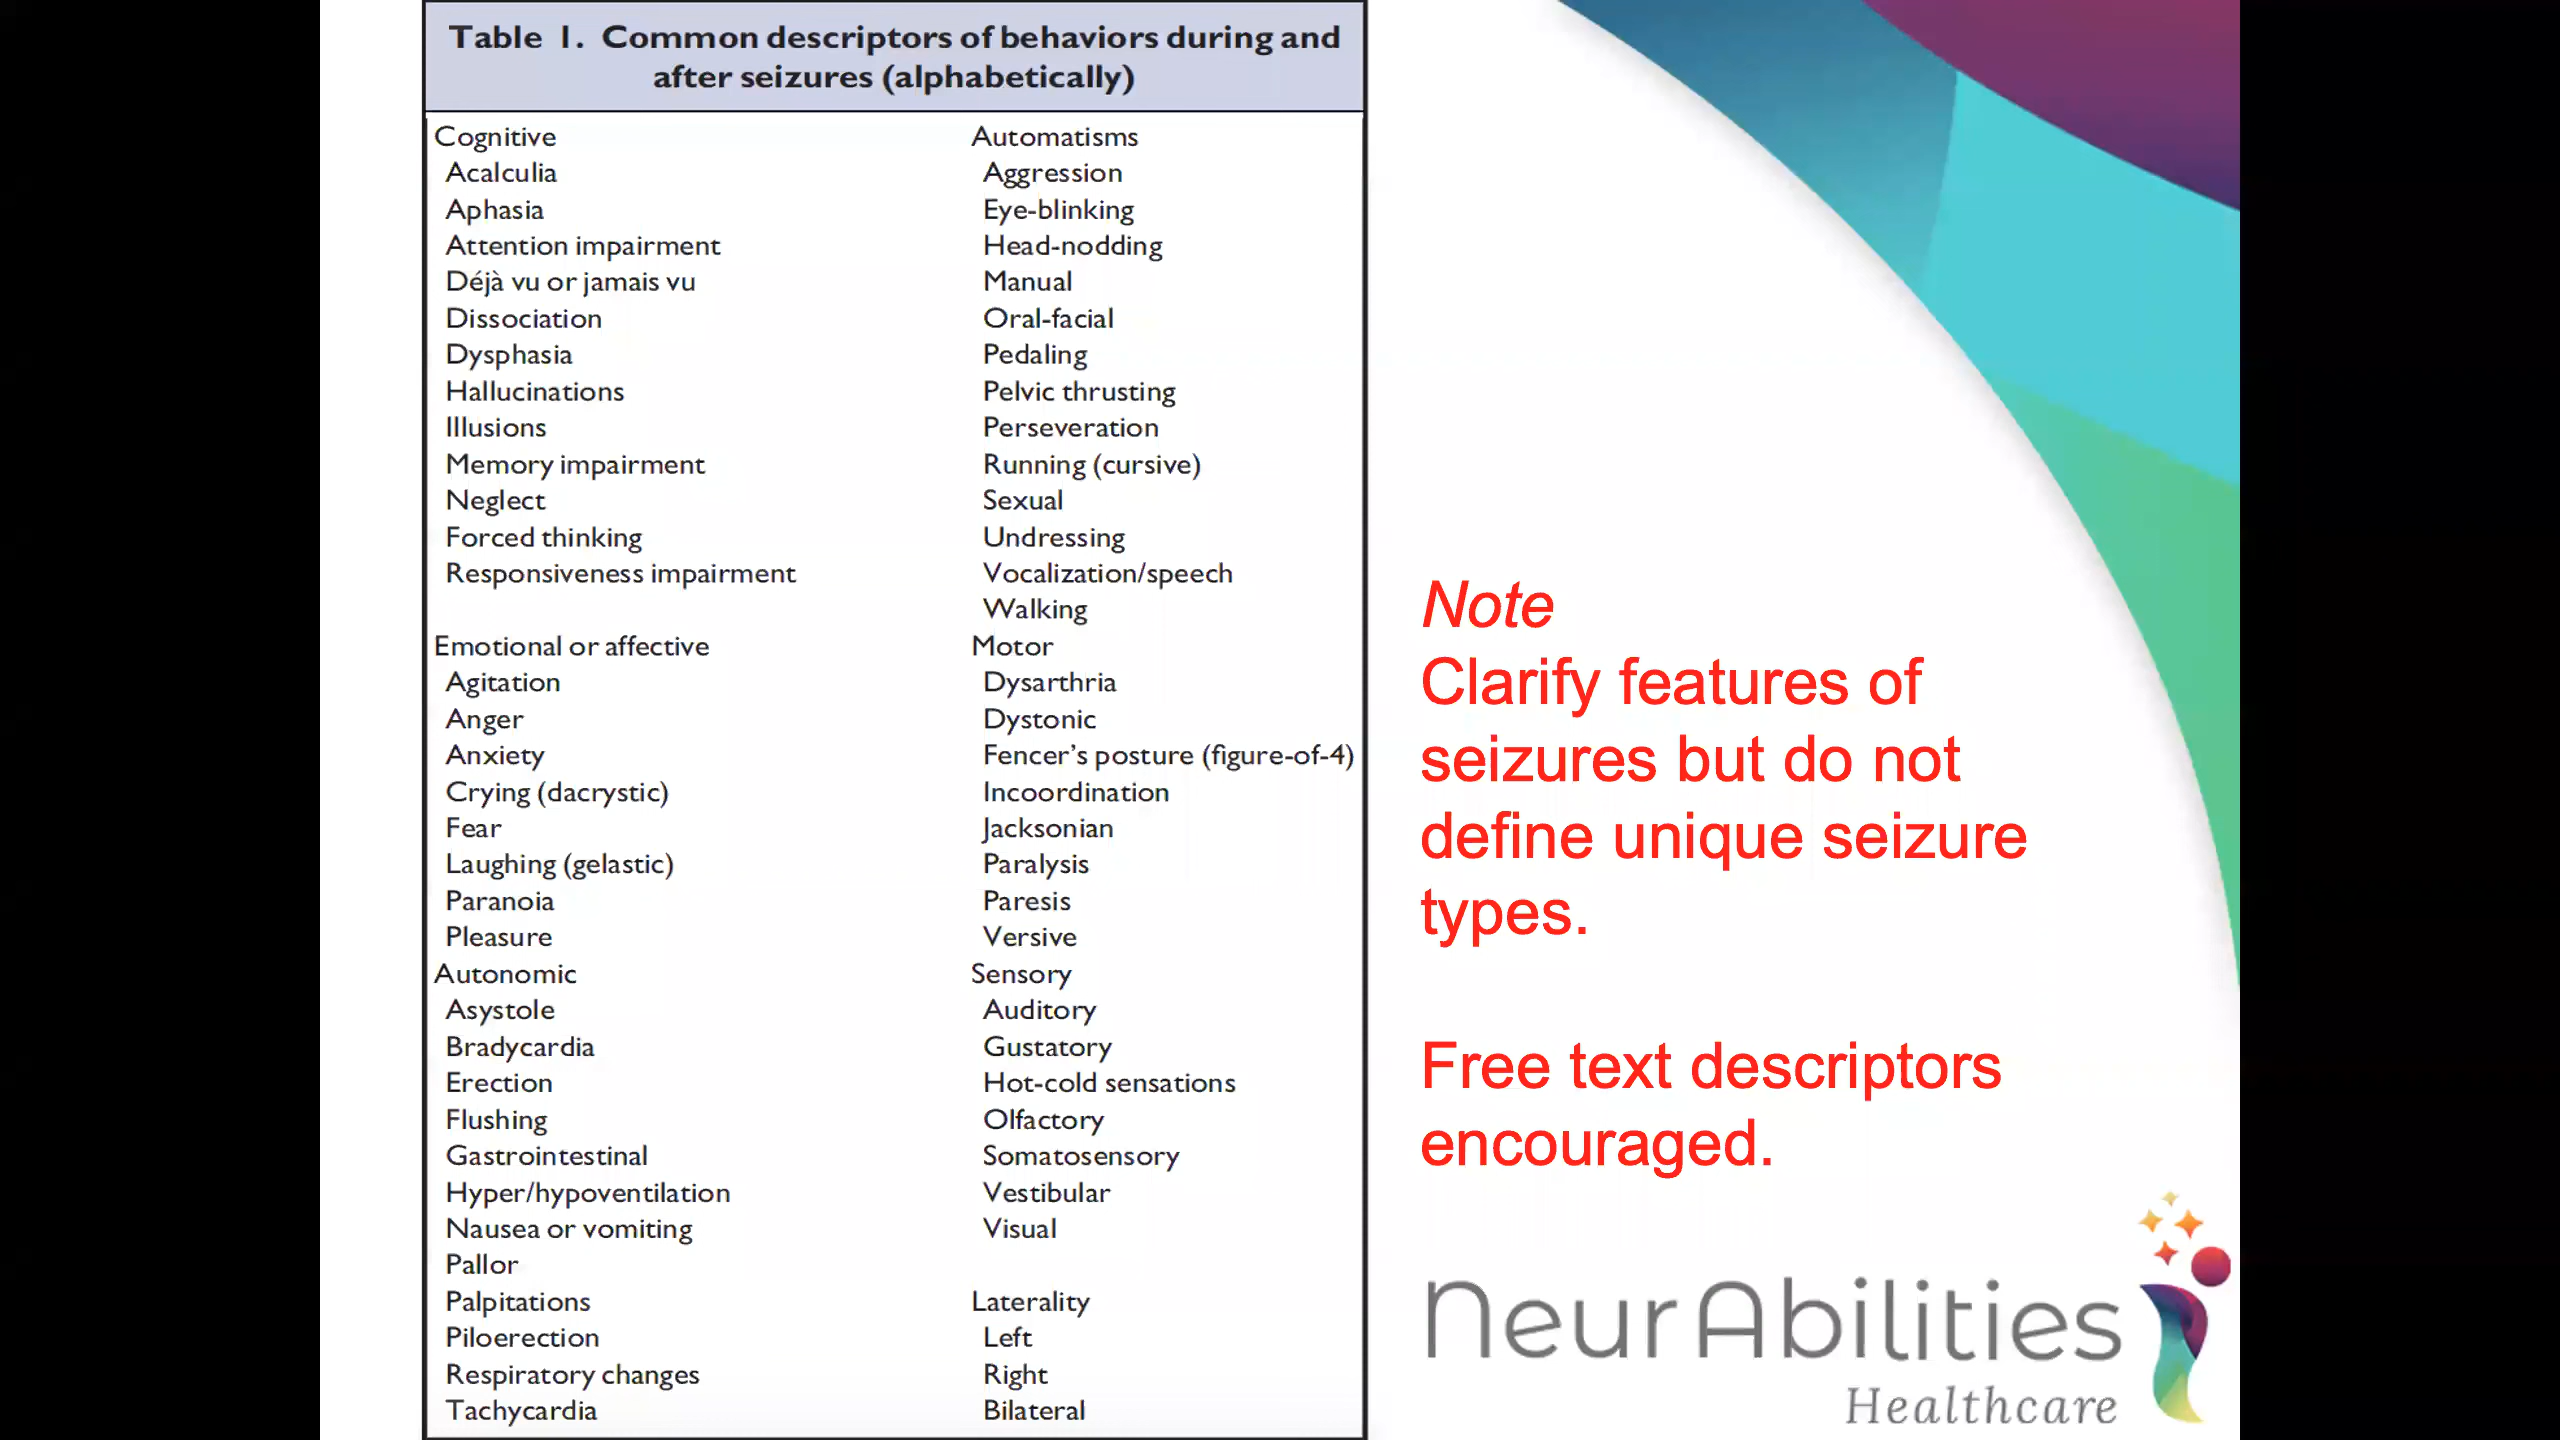 Table 1. Common descriptors of behaviors during and
after seizures (alphabetically)
Cognitive
Acalculia
Aphasia
Attention impairment
Déjà vu or jamais vu
Dissociation
Dysphasia
Hallucinations
Illusions
Memory impairment
Neglect
Forced thinking
Responsiveness impairment
Emotional or affective
Agitation
Anger
Anxiety
Crying (dacrystic)
Fear
Laughing (gelastic)
Paranoia
Pleasure
Autonomic
Asystole
Bradycardia
Erection
Flushing
Gastrointestinal
Hyper/hypoventilation
Nausea or vomiting
Pallor
Palpitations
Piloerection
Respiratory changes
Tachycardia
Automatisms
Aggression
Eye-blinking
Head-nodding
Manual
Oral-facial
Pedaling
Pelvic thrusting
Perseveration
Running (cursive)
Sexual
Undressing
Vocalization/speech
Walking
Motor
Dysarthria
Dystonic
Fencer’s posture (figure-of-4)
Incoordination
Jacksonian
Paralysis
Paresis
Versive
Sensory
Auditory
Gustatory
Hot-cold sensations
Olfactory
Somatosensory
Vestibular
Visual
Laterality
Left
Right
Bilateral
Note
Clarify features of
seizures but do not
define unique seizure
types.
Free text descriptors
encouraged.
NeurAbilities
Healthcare